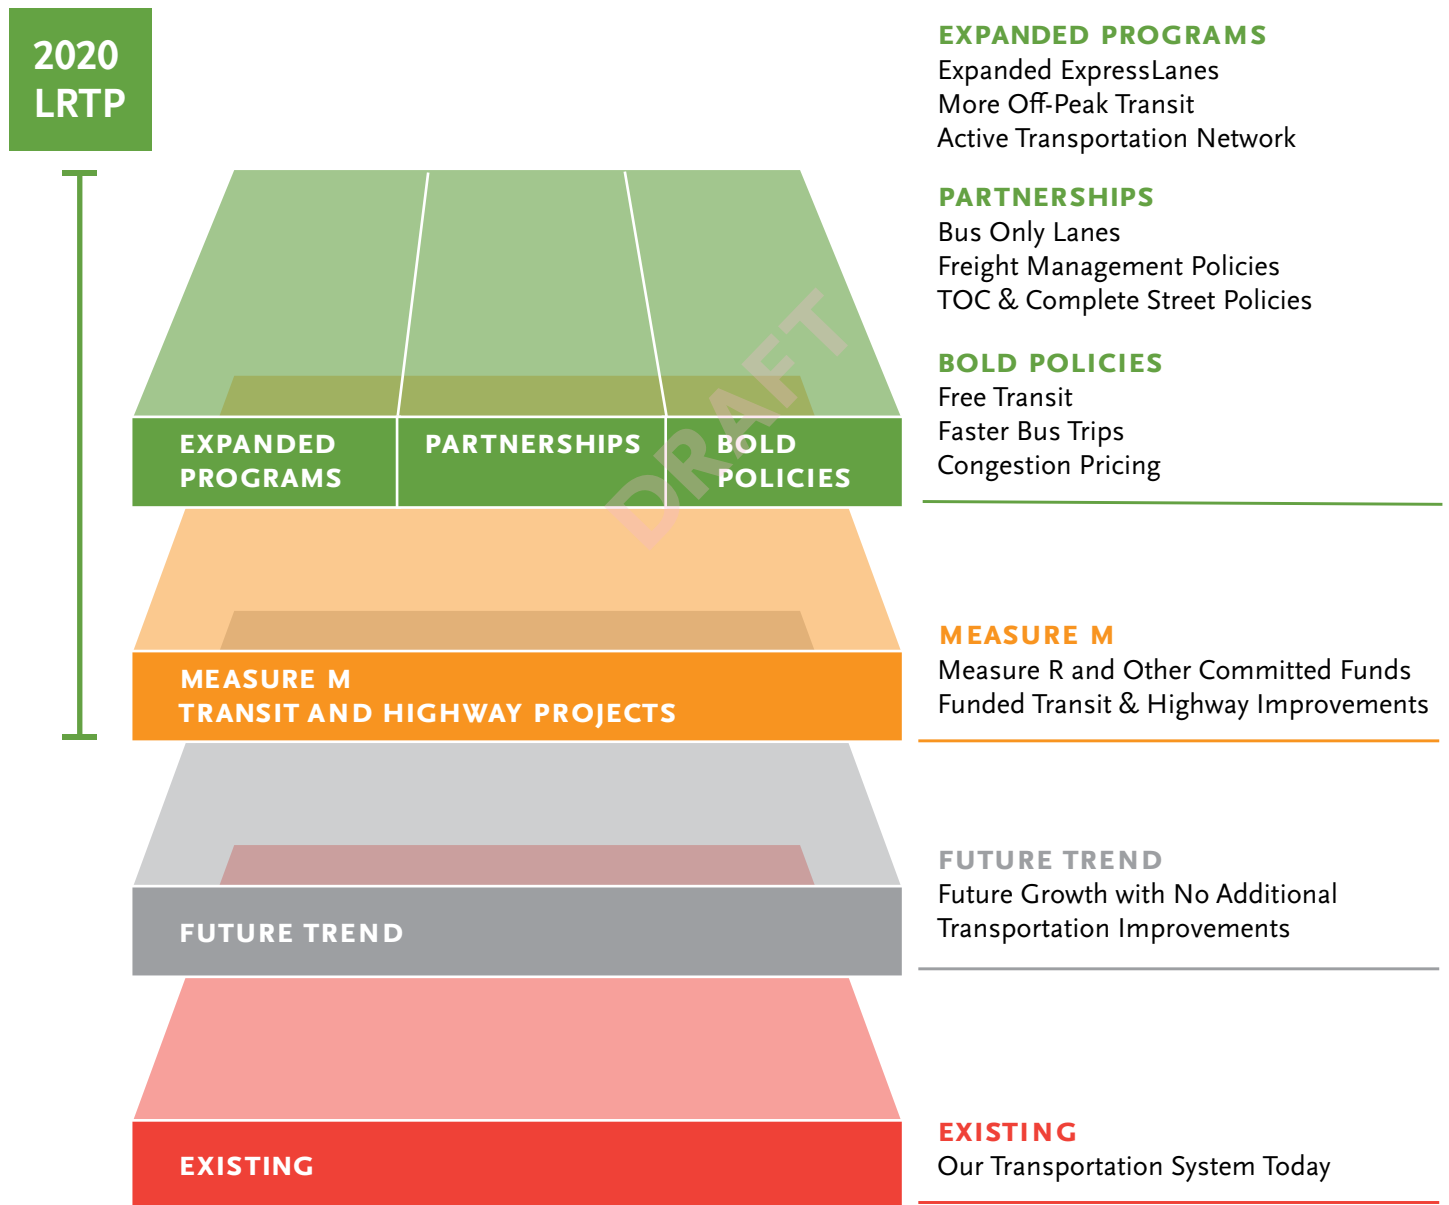 2020
LRTP
EXPANDED PROGRAMS
Expanded ExpressLanes
More Off-Peak Transit
Active Transportation Network
PARTNERSHIPS
Bus Only Lanes
Freight Management Policies
TOC & Complete Street Policies
BOLD POLICIES
Free Transit
Faster Bus Trips
Congestion Pricing
EXPANDED
PROGRAMS
PARTNERSHIPS
BOLD
POLICIES
DRAFT
MEASURE M
TRANSIT AND HIGHWAY PROJECTS
MEASURE M
Measure R and Other Committed Funds
Funded Transit & Highway Improvements
FUTURE TREND
FUTURE TREND
Future Growth with No Additional
Transportation Improvements
EXISTING
EXISTING
Our Transportation System Today